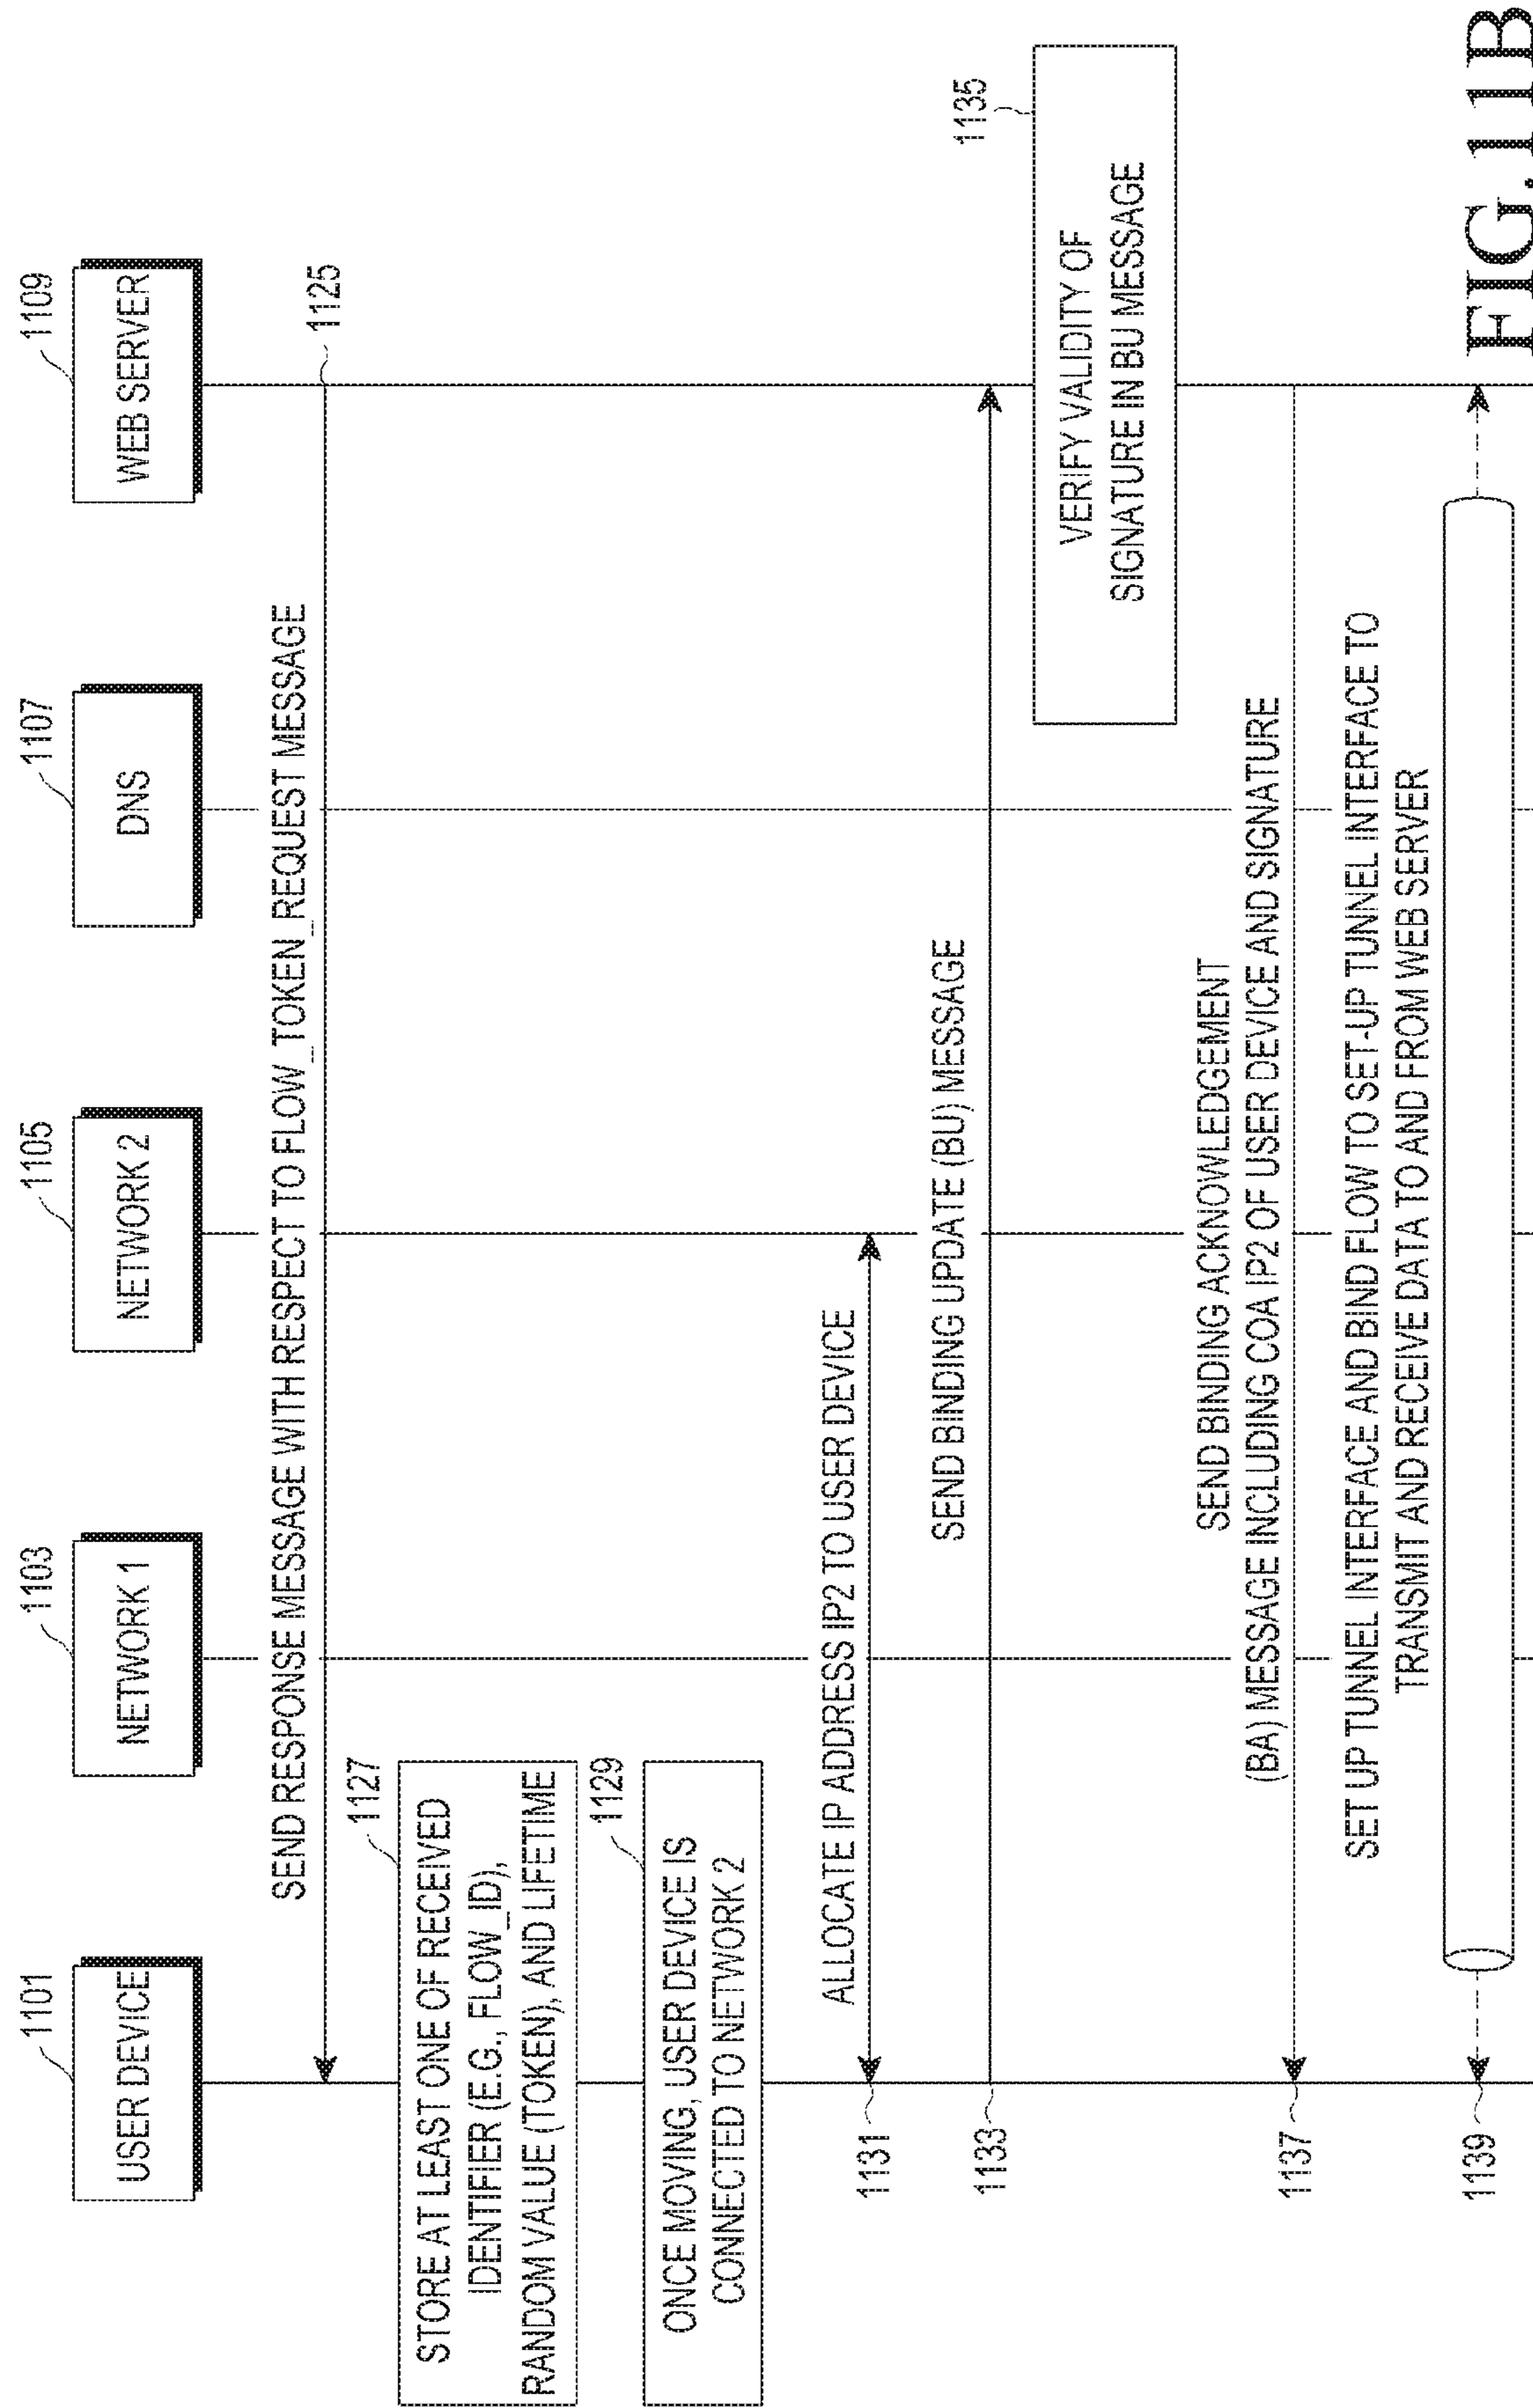 1101
USER DEVICE
1103
NETWORK 1
1105
NETWORK 2
1107
DNS
1109
WEB SERVER
SEND RESPONSE MESSAGE WITH RESPECT TO FLOW_TOKEN_REQUEST MESSAGE
1125
1127
STORE AT LEAST ONE OF RECEIVED
IDENTIFIER (E.G., FLOW_ID),
RANDOM VALUE (TOKEN), AND LIFETIME
1129
ONCE MOVING, USER DEVICE IS
CONNECTED TO NETWORK 2
ALLOCATE IP ADDRESS IP2 TO USER DEVICE
1131
SEND BINDING UPDATE (BU) MESSAGE
1133
1135
VERIFY VALIDITY OF
SIGNATURE IN BU MESSAGE
SEND BINDING ACKNOWLEDGEMENT
(BA) MESSAGE INCLUDING COA IP2 OF USER DEVICE AND SIGNATURE
1137
SET UP TUNNEL INTERFACE AND BIND FLOW TO SET-UP TUNNEL INTERFACE TO
TRANSMIT AND RECEIVE DATA TO AND FROM WEB SERVER
1139
FIG.11B